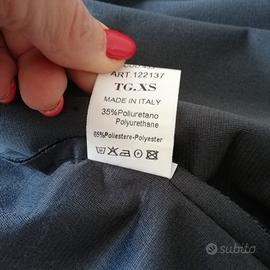 ART.122137
TG.XS
MADE IN ITALY
35%Poliuretano
Polyurethane
65%Poliestere-Polyester
subito